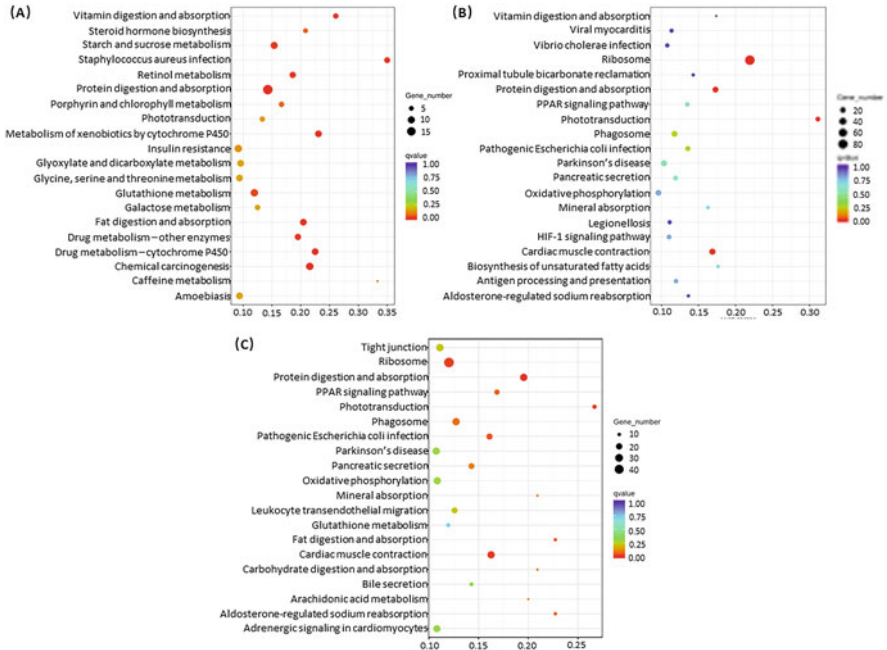 (A)
Vitamin digestion and absorption
Steroid hormone biosynthesis
Starch and sucrose metabolism
Staphylococcus aureus infection
Retinol metabolism
Protein digestion and absorption
Porphyrin and chlorophyll metabolism
Phototransduction
Metabolism of xenobiotics by cytochrome P450
Insulin resistance
Glyoxylate and dicarboxylate metabolism
Glycine, serine and threonine metabolism
Glutathione metabolism
Galactose metabolism
Fat digestion and absorption
Drug metabolism – other enzymes
Drug metabolism – cytochrome P450
Chemical carcinogenesis
Caffeine metabolism
Amoebiasis
0.10 0.15 0.20 0.25 0.30 0.35
Gene_number
5
10
15
qvalue
1.00
0.75
0.50
0.25
0.00
(B)
Vitamin digestion and absorption
Viral myocarditis
Vibrio cholerae infection
Ribosome
Proximal tubule bicarbonate reclamation
Protein digestion and absorption
PPAR signaling pathway
Phototransduction
Phagosome
Pathogenic Escherichia coli infection
Parkinson's disease
Pancreatic secretion
Oxidative phosphorylation
Mineral absorption
Legionellosis
HIF-1 signaling pathway
Cardiac muscle contraction
Biosynthesis of unsaturated fatty acids
Antigen processing and presentation
Aldosterone-regulated sodium reabsorption
0.10 0.15 0.20 0.25 0.30
Gene_number
20
40
60
80
1.00
0.75
0.50
0.25
0.00
(C)
Tight junction
Ribosome
Protein digestion and absorption
PPAR signaling pathway
Phototransduction
Phagosome
Pathogenic Escherichia coli infection
Parkinson's disease
Pancreatic secretion
Oxidative phosphorylation
Mineral absorption
Leukocyte transendothelial migration
Glutathione metabolism
Fat digestion and absorption
Cardiac muscle contraction
Carbohydrate digestion and absorption
Bile secretion
Arachidonic acid metabolism
Aldosterone-regulated sodium reabsorption
Adrenergic signaling in cardiomyocytes
0.10 0.15 0.20 0.25
Gene_number
10
20
30
40
qvalue
1.00
0.75
0.50
0.25
0.00